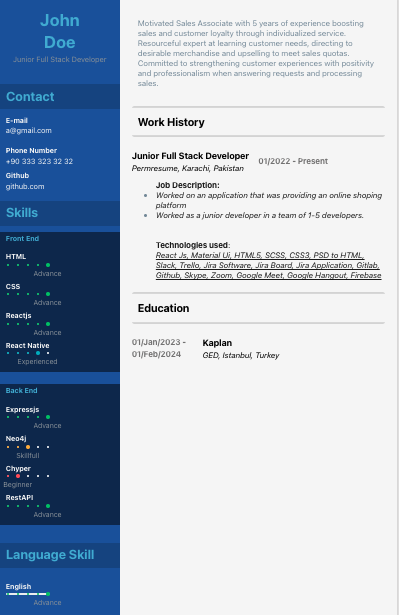 John
Doe
Junior Full Stack Developer
Contact
E-mail
a@gmail.com
Phone Number
+90 333 323 32 32
Github
github.com
Skills
Front End
HTML
Advance
CSS
Advance
Reactjs
Advance
React Native
Experienced
Back End
Expressjs
Advance
Neo4j
Skillfull
Chyper
Beginner
RestAPI
Advance
Language Skill
English
Advance
Motivated Sales Associate with 5 years of experience boosting
sales and customer loyalty through individualized service.
Resourceful expert at learning customer needs, directing to
desirable merchandise and upselling to meet sales quotas.
Committed to strengthening customer experiences with positivity
and professionalism when answering requests and processing
sales.
Work History
Junior Full Stack Developer 01/2022 - Present
Permresume, Karachi, Pakistan
Job Description:
Worked on an application that was providing an online shoping
platform
Worked as a junior developer in a team of 1-5 developers.
Technologies used:
React Js, Material Ui, HTML5, SCSS, CSS3, PSD to HTML,
Slack, Trello, Jira Software, Jira Board, Jira Application, Gitlab,
Github, Skype, Zoom, Google Meet, Google Hangout, Firebase
Education
01/Jan/2023 - Kaplan
01/Feb/2024 GED, Istanbul, Turkey